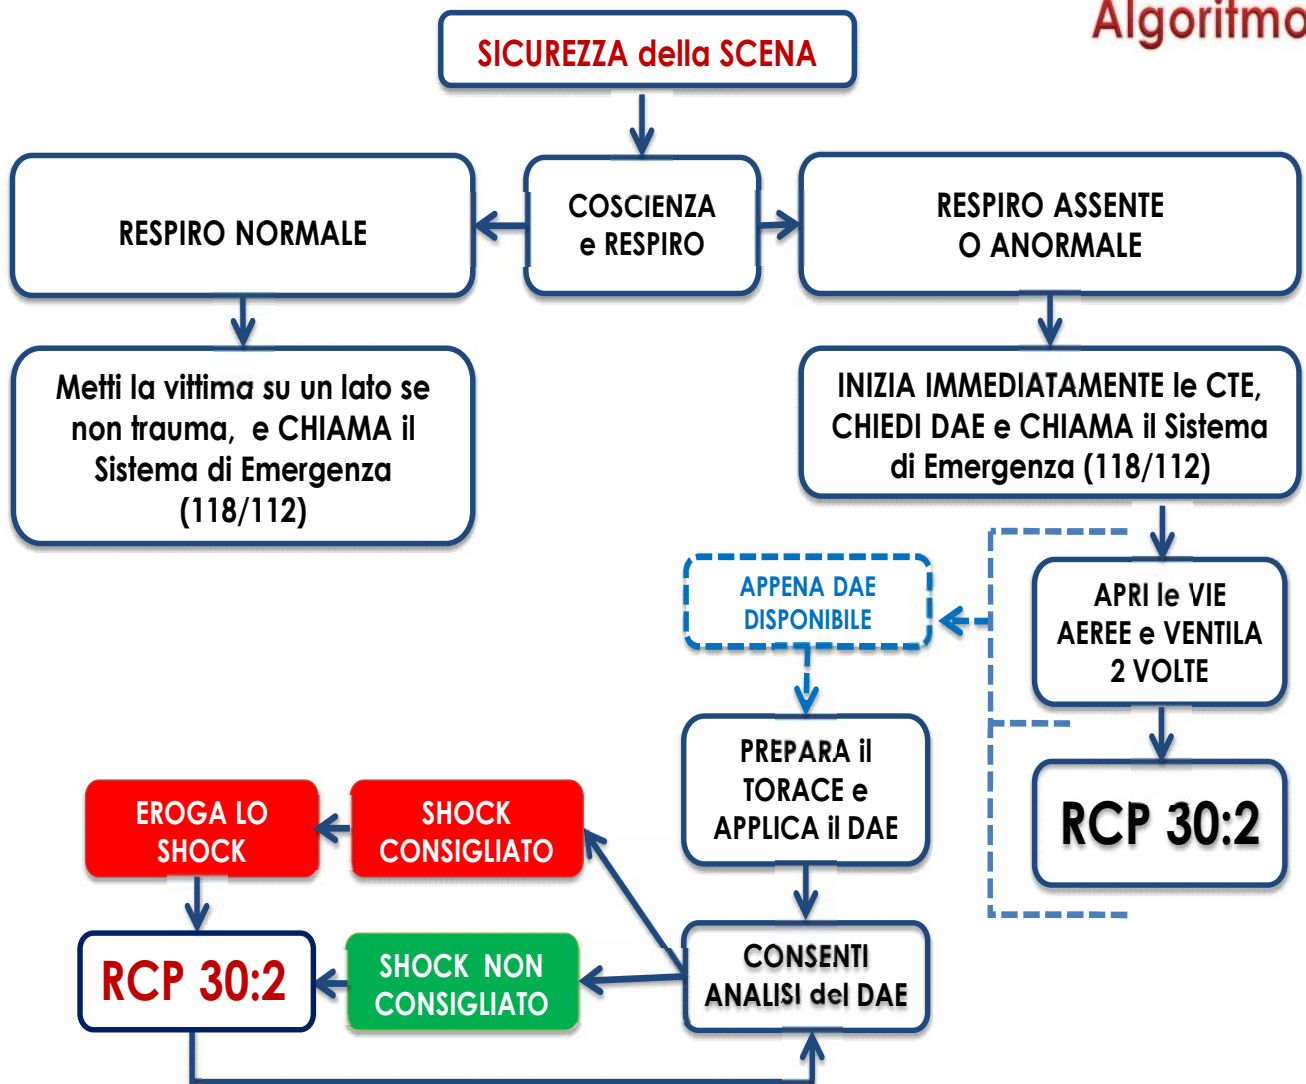 Algoritmo
SICUREZZA della SCENA
COSCIENZA
e RESPIRO
RESPIRO NORMALE
RESPIRO ASSENTE
O ANORMALE
Metti la vittima su un lato se
non trauma, e CHIAMA il
Sistema di Emergenza
(118/112)
INIZIA IMMEDIATAMENTE le CTE,
CHIEDI DAE e CHIAMA il Sistema
di Emergenza (118/112)
APRI le VIE
AEREE e VENTILA
2 VOLTE
RCP 30:2
APPENA DAE
DISPONIBILE
PREPARA il
TORACE e
APPLICA il DAE
CONSENTI
ANALISI del DAE
SHOCK
CONSIGLIATO
EROGA LO
SHOCK
SHOCK NON
CONSIGLIATO
RCP 30:2